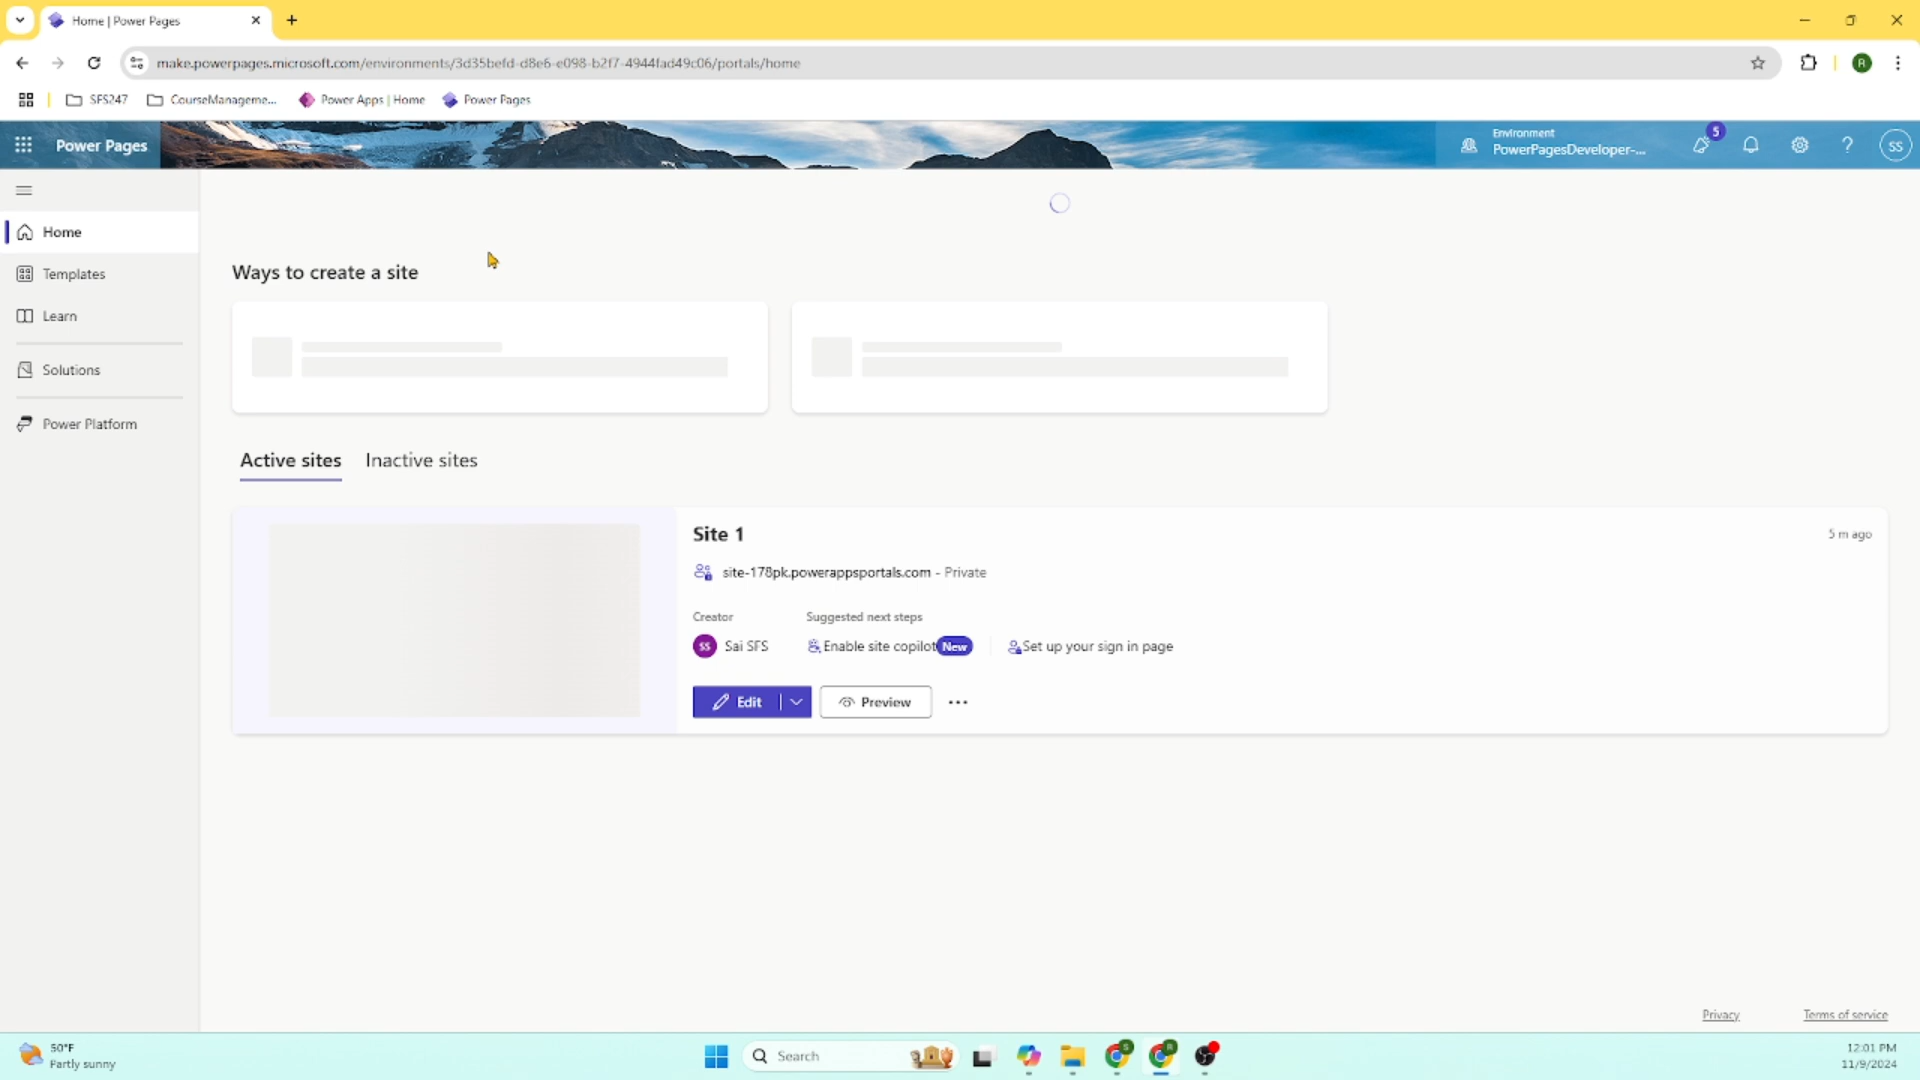 Home | Power Pages
make.powerpages.microsoft.com/environments/3d35befd-d8e6-e098-b2f7-4944fad49c06/portals/home
R
SFS247
CourseManageme...
Power Apps | Home
Power Pages
Power Pages
Environment
PowerPagesDeveloper-...
5
?
SS
Home
Templates
Learn
Solutions
Power Platform
Ways to create a site
Active sites
Inactive sites
Site 1
5 m ago
site-178pk.powerappsportals.com - Private
Creator
Suggested next steps
SS
Sai SFS
Enable site copilot
New
Set up your sign in page
Edit
Preview
Privacy
Terms of service
50°F
Partly sunny
Search
S
R
12:01 PM
11/9/2024